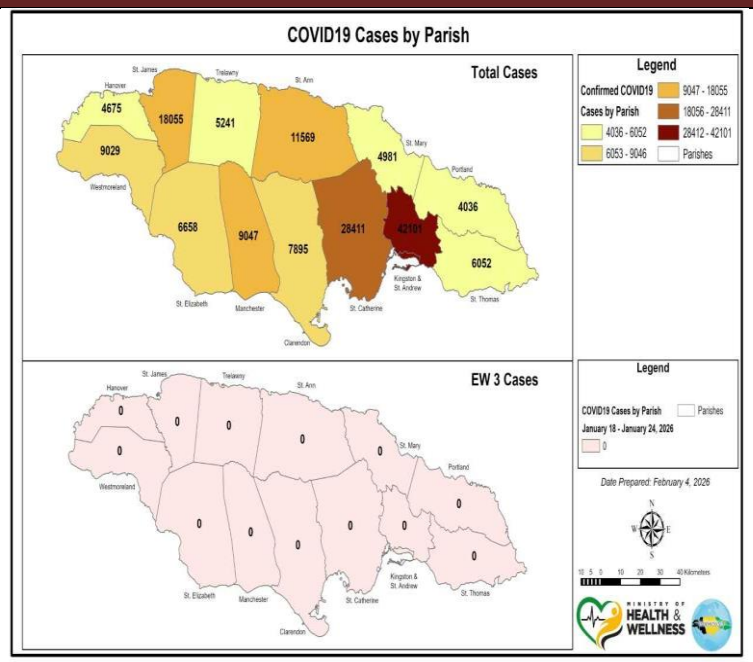 COVID19 Cases by Parish
Total Cases
St. James
Trelawny
St. Ann
Hanover
4675
18055
5241
11569
St. Mary
9029
4981
Portland
Westmoreland
4036
6658
9047
7895
28411
42101
6052
Kingston &
St. Andrew
St. Elizabeth
Manchester
St. Catherine
St. Thomas
Clarendon
Legend
Confirmed COVID19
Cases by Parish
4036 - 6052
6053 - 9046
9047 - 18055
18056 - 28411
28412 - 42101
Parishes
EW 3 Cases
St. James
Trelawny
St. Ann
Hanover
0
0
0
0
0
0
St. Mary
Portland
Westmoreland
0
0
0
0
0
0
0
0
Kingston &
St. Andrew
St. Elizabeth
Manchester
St. Catherine
St. Thomas
Clarendon
Legend
COVID19 Cases by Parish
Parishes
January 18 - January 24, 2026
0
Date Prepared: February 4, 2026
N
W E
S
10 5 0 10 20 30 40 Kilometers
MINISTRY OF
HEALTH &
WELLNESS